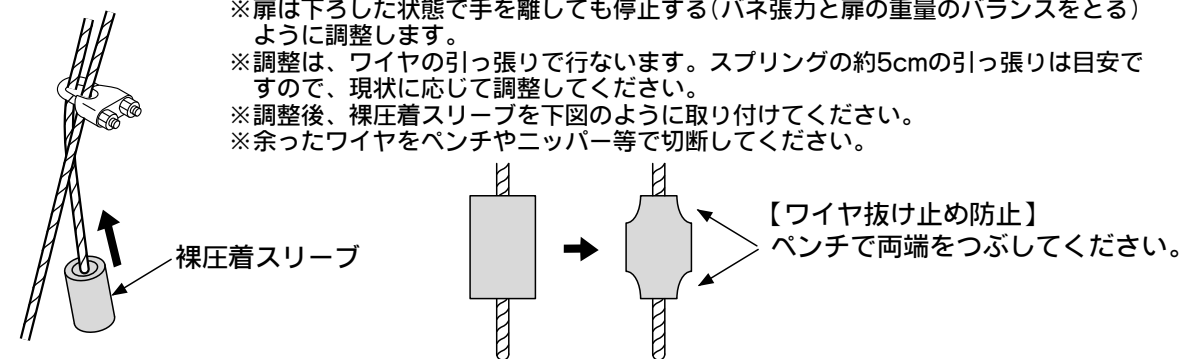 ※扉は下ろした状態で手を離しても停止する（バネ張力と扉の重量のバランスをとる）
ように調整します。
※調整は、ワイヤの引っ張りで行ないます。スプリングの約5cmの引っ張りは目安で
すので、現状に応じて調整してください。
※調整後、裸圧着スリーブを下図のように取り付けてください。
※余ったワイヤをペンチやニッパー等で切断してください。
裸圧着スリーブ
【ワイヤ抜け止め防止】
ペンチで両端をつぶしてください。